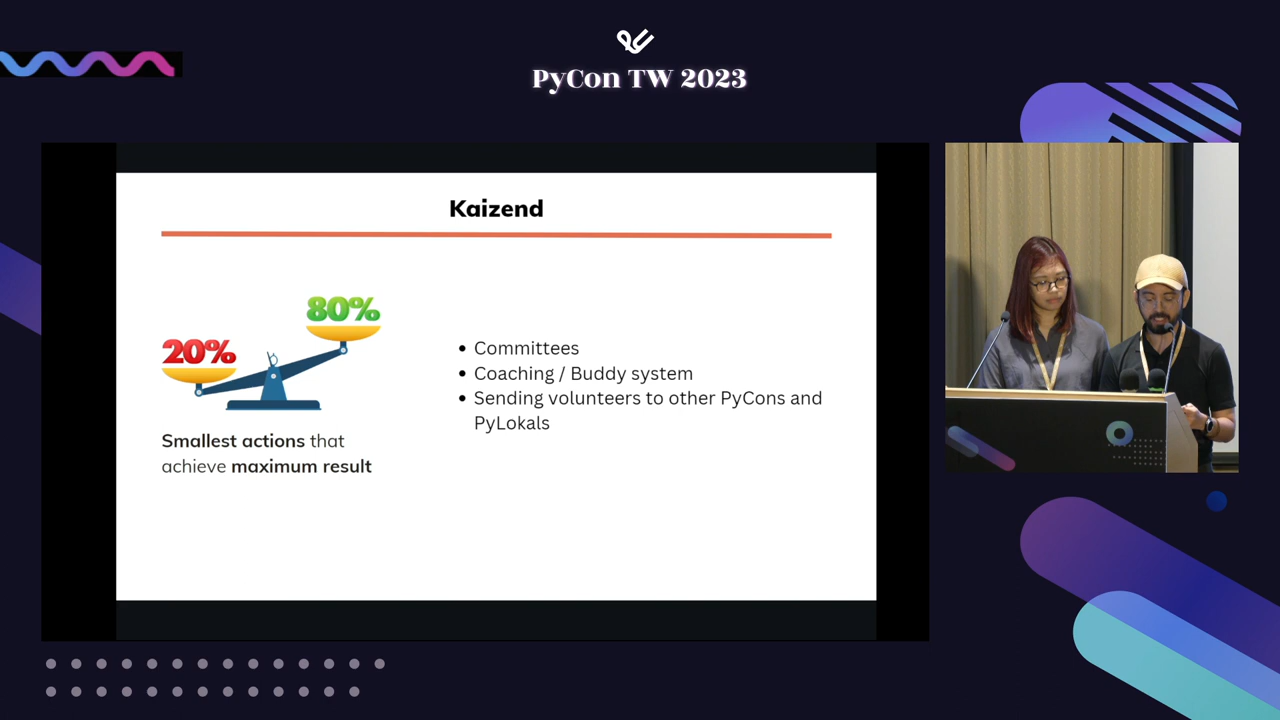 PyCon TW 2023
Kaizend
80%
20%
Smallest actions that
achieve maximum result
• Committees
• Coaching / Buddy system
• Sending volunteers to other PyCons and
PyLokals